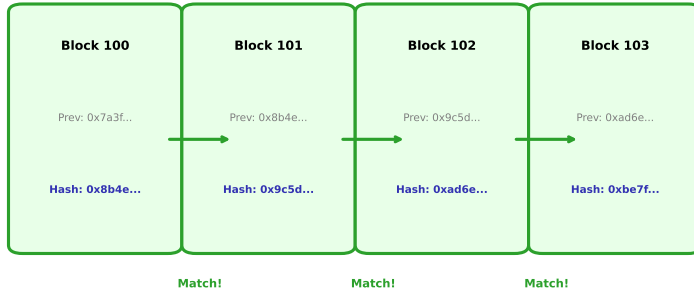 Block 100
Prev: 0x7a3f...
Hash: 0x8b4e...
Block 101
Prev: 0x8b4e...
Hash: 0x9c5d...
Block 102
Prev: 0x9c5d...
Hash: 0xad6e...
Block 103
Prev: 0xad6e...
Hash: 0xbe7f...
Match!
Match!
Match!